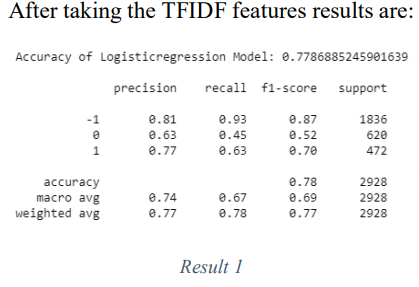 After taking the TFIDF features results are:
Accuracy of Logisticregression Model: 0.7786885245901639
precision recall f1-score support
-1 0.81 0.93 0.87 1836
0 0.63 0.45 0.52 620
1 0.77 0.63 0.70 472
accuracy 0.78 2928
macro avg 0.74 0.67 0.69 2928
weighted avg 0.77 0.78 0.77 2928
Result 1